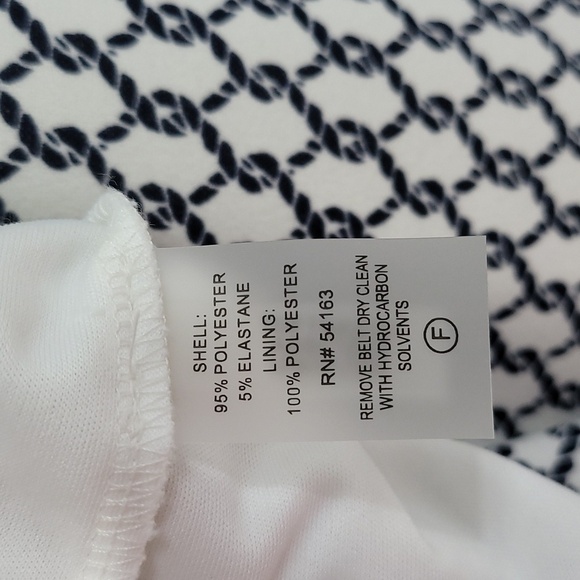 SHELL:
95% POLYESTER
5% ELASTANE
LINING:
100% POLYESTER
RN# 54163
REMOVE BELT DRY CLEAN
WITH HYDROCARBON
SOLVENTS
F